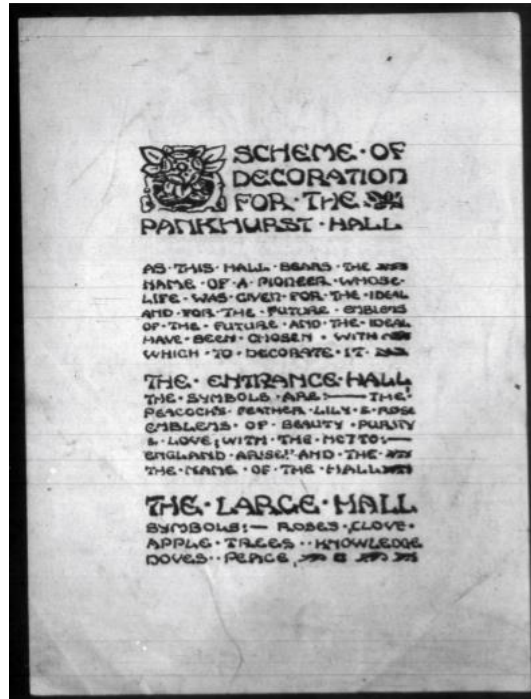 SCHEME · OF
DECORATION
FOR · THE
PANKHURST · HALL
AS · THIS · HALL · BEARS · THE
NAME · OF · A · PIONEER · WHOSE ·
LIFE · WAS · GIVEN · FOR · THE · IDEAL
AND · FOR · THE · FUTURE · EMBLEMS
OF · THE · FUTURE · AND · THE · IDEAL
HAVE · BEEN · CHOSEN · WITH
WHICH · TO · DECORATE · IT ·
THE · ENTRANCE · HALL
THE · SYMBOLS · ARE:— THE ·
PEACOCK'S · FEATHER · LILY · & · ROSE
EMBLEMS · OF · BEAUTY · PURITY
& · LOVE; WITH · THE · MOTTO:—
ENGLAND · ARISE!" AND · THE ·
THE · NAME · OF · THE · HALL
THE · LARGE · HALL
SYMBOLS:— ROSES · LOVE ·
APPLE · TREES · · KNOWLEDGE
DOVES · · PEACE,